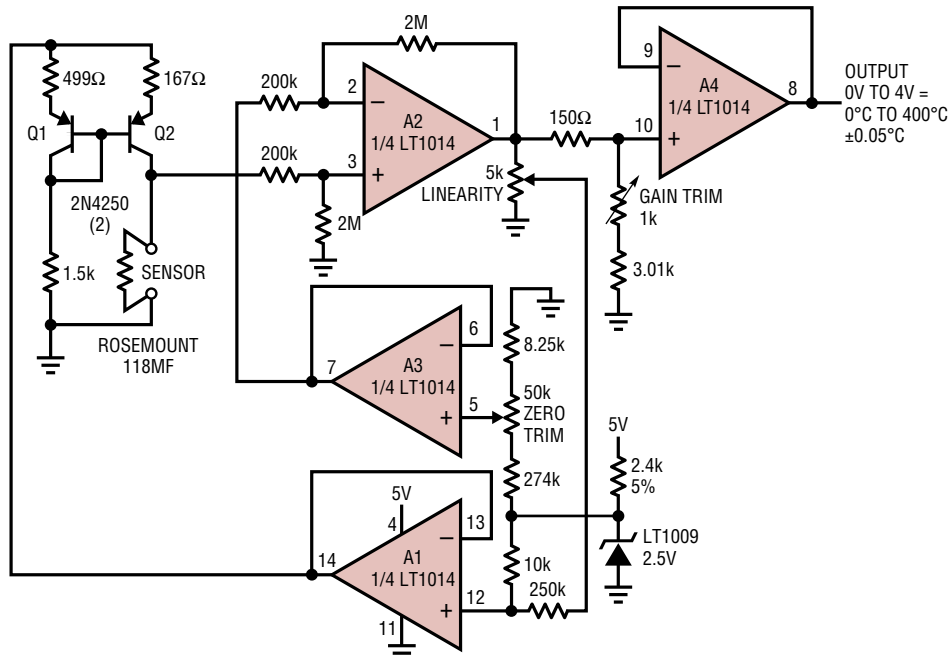 2M
499Ω
167Ω
200k
2
−
A2
1/4 LT1014
1
9
−
A4
1/4 LT1014
8
OUTPUT
0V TO 4V =
0°C TO 400°C
±0.05°C
150Ω
10
+
Q1
Q2
200k
3
+
5k
LINEARITY
GAIN TRIM
1k
2N4250
(2)
2M
1.5k
SENSOR
3.01k
ROSEMOUNT
118MF
6
−
8.25k
7
A3
1/4 LT1014
5
+
50k
ZERO
TRIM
5V
2.4k
5%
274k
5V
4
13
−
LT1009
2.5V
14
A1
1/4 LT1014
10k
250k
12
+
11